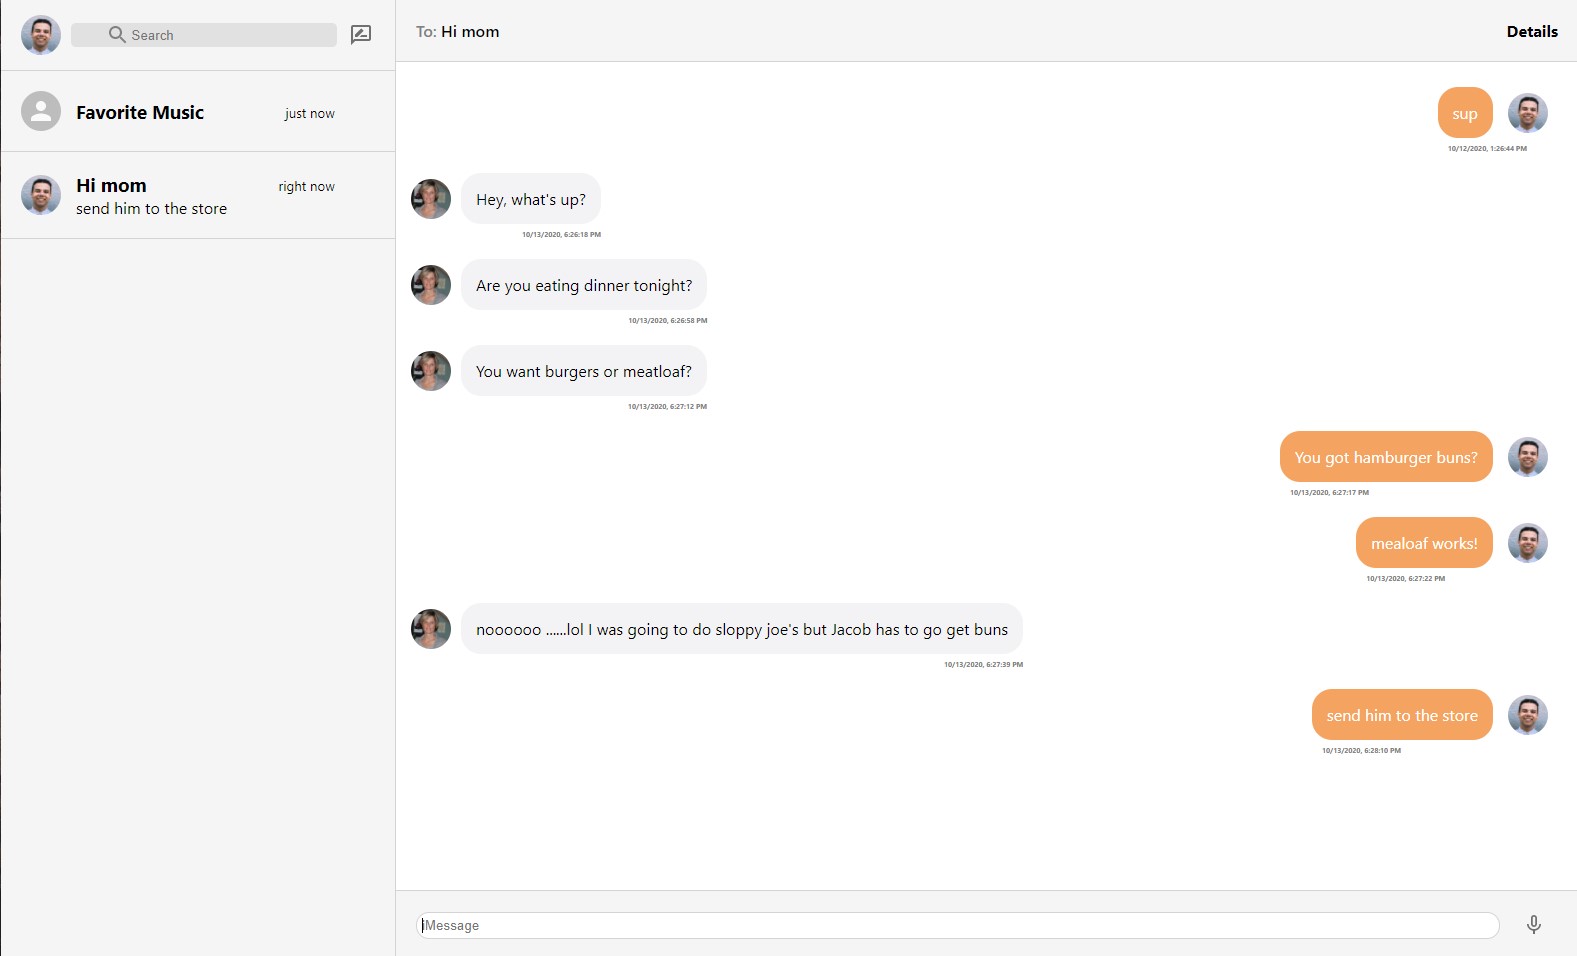 Search
To: Hi mom
Details
Favorite Music
just now
Hi mom
right now
send him to the store
sup
10/12/2020, 1:26:44 PM
Hey, what's up?
10/13/2020, 6:26:18 PM
Are you eating dinner tonight?
10/13/2020, 6:26:58 PM
You want burgers or meatloaf?
10/13/2020, 6:27:12 PM
You got hamburger buns?
10/13/2020, 6:27:17 PM
mealoaf works!
10/13/2020, 6:27:22 PM
noooooo ......lol I was going to do sloppy joe's but Jacob has to go get buns
10/13/2020, 6:27:39 PM
send him to the store
10/13/2020, 6:28:10 PM
iMessage